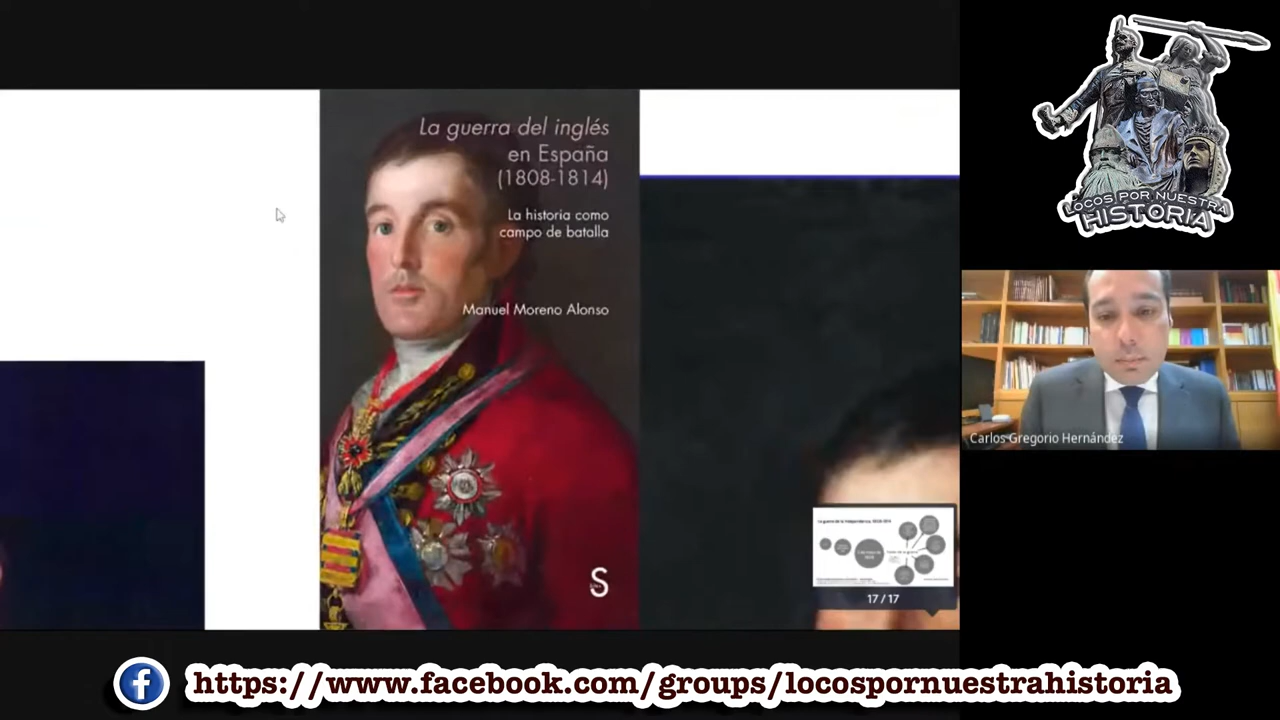 La guerra del inglés
en España
(1808-1814)
La historia como
campo de batalla
Manuel Moreno Alonso
S
17 / 17
LOCOS POR NUESTRA
HISTORIA
Carlos Gregorio Hernández
https://www.facebook.com/groups/locospornuestrahistoria